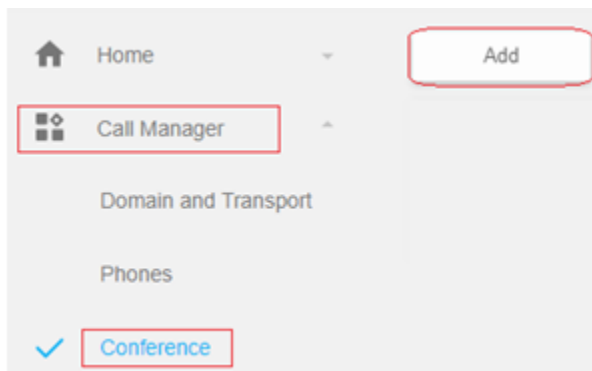 Home
Add
Call Manager
Domain and Transport
Phones
Conference